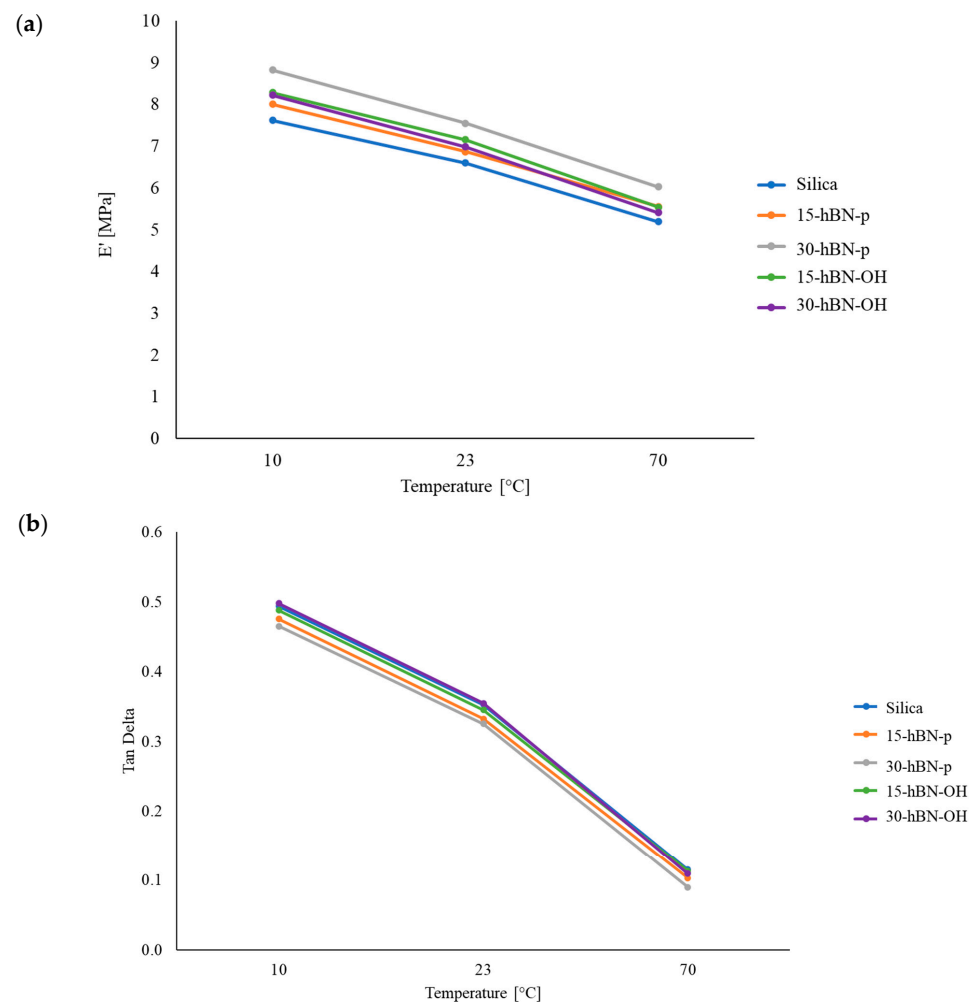 (a)
10
9
8
7
6
5
4
3
2
1
0
E' [MPa]
10 23 70
Temperature [°C]
Silica
15-hBN-p
30-hBN-p
15-hBN-OH
30-hBN-OH
(b)
0.6
0.5
0.4
0.3
0.2
0.1
0.0
Tan Delta
10 23 70
Temperature [°C]
Silica
15-hBN-p
30-hBN-p
15-hBN-OH
30-hBN-OH